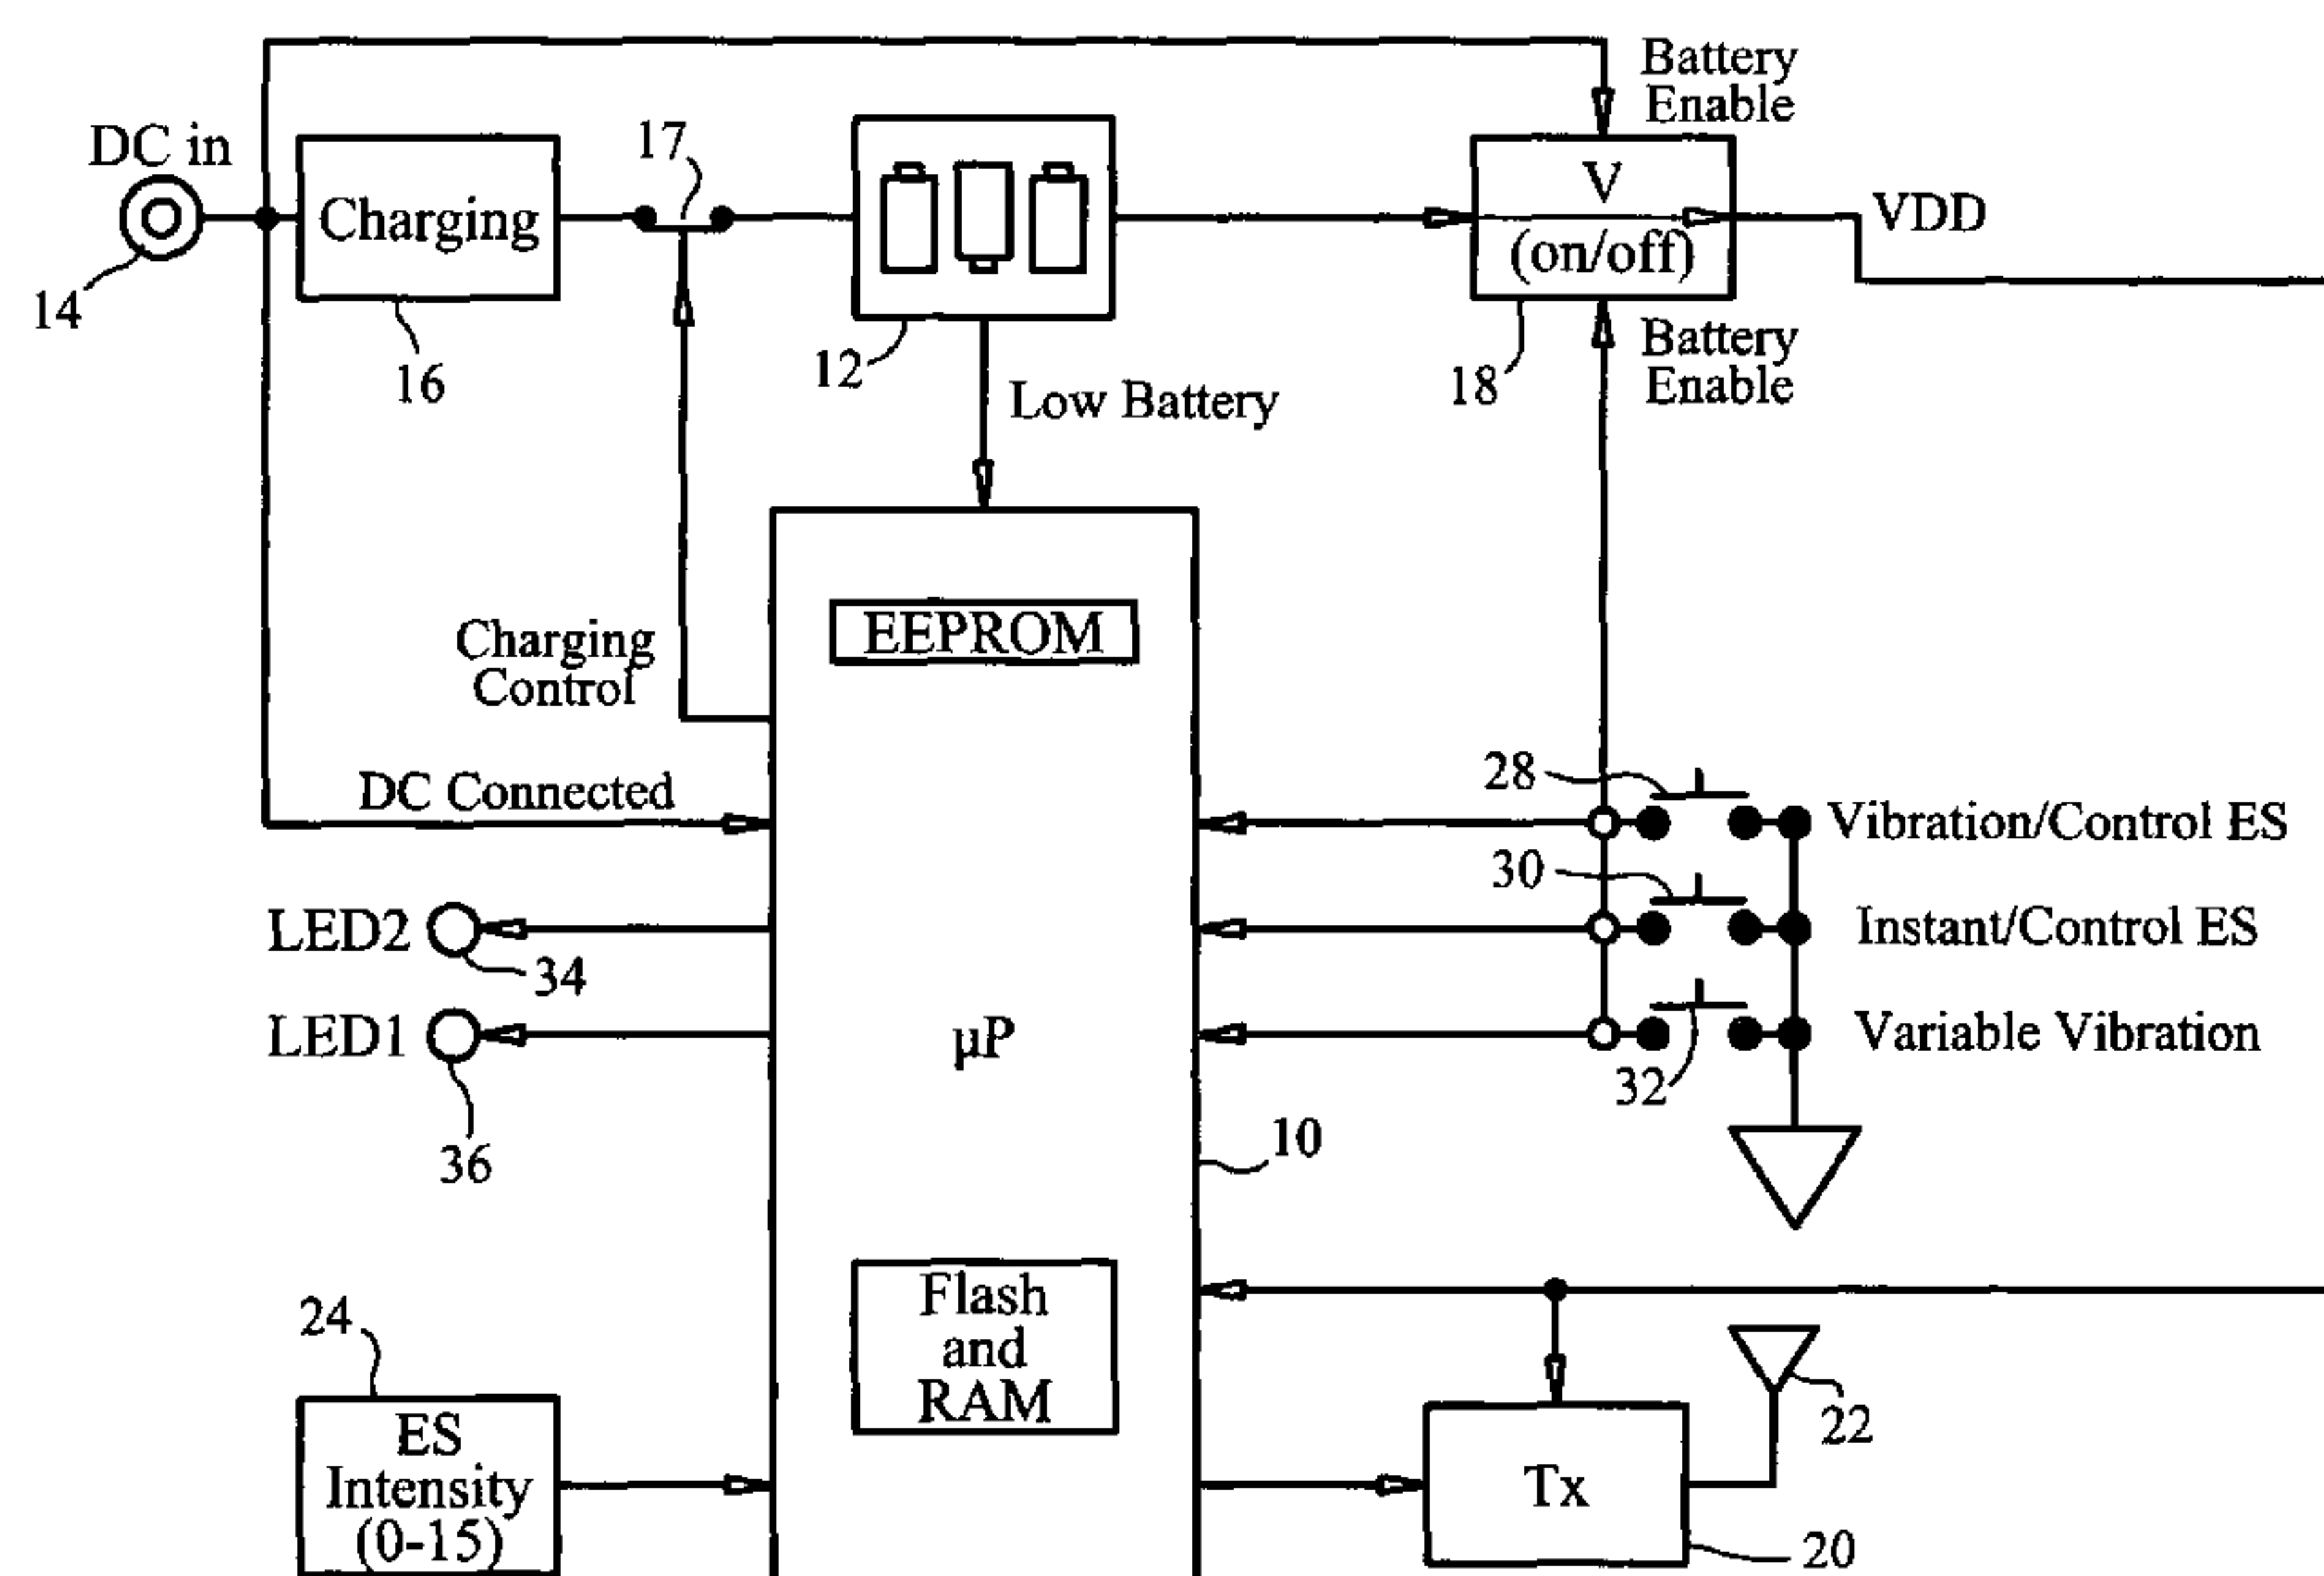 Battery
Enable
DC in
17
V
Charging
(on/off)
VDD
14
16
12
18
Battery
Enable
Low Battery
EEPROM
Charging
Control
DC Connected
28
Vibration/Control ES
30
Instant/Control ES
LED2
34
LED1
µP
Variable Vibration
32
36
10
24
Flash
and
RAM
ES
Intensity
(0-15)
Tx
22
20